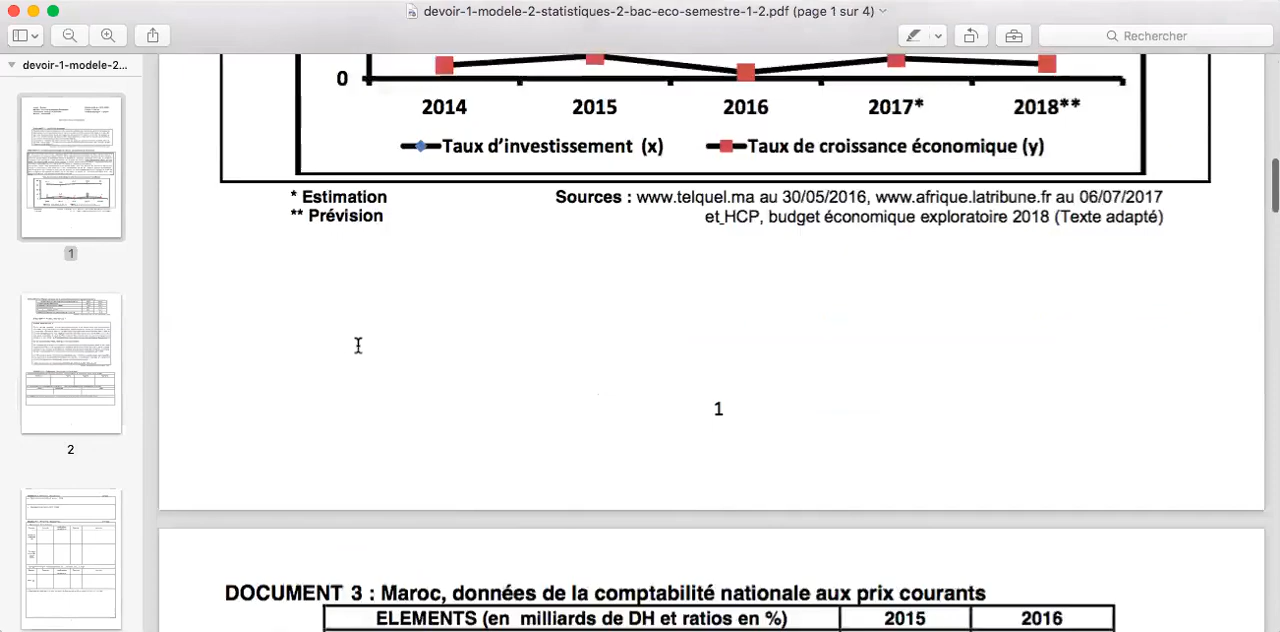 devoir-1-modele-2-statistiques-2-bac-eco-semestre-1-2.pdf (page 1 sur 4)
Rechercher
devoir-1-modele-2...
1
2
0
2014 2015 2016 2017* 2018**
Taux d'investissement (x) Taux de croissance économique (y)
* Estimation
** Prévision
Sources : www.telquel.ma au 30/05/2016, www.afrique.latribune.fr au 06/07/2017
et HCP, budget économique exploratoire 2018 (Texte adapté)
1
DOCUMENT 3 : Maroc, données de la comptabilité nationale aux prix courants
ELEMENTS (en milliards de DH et ratios en %) 2015 2016